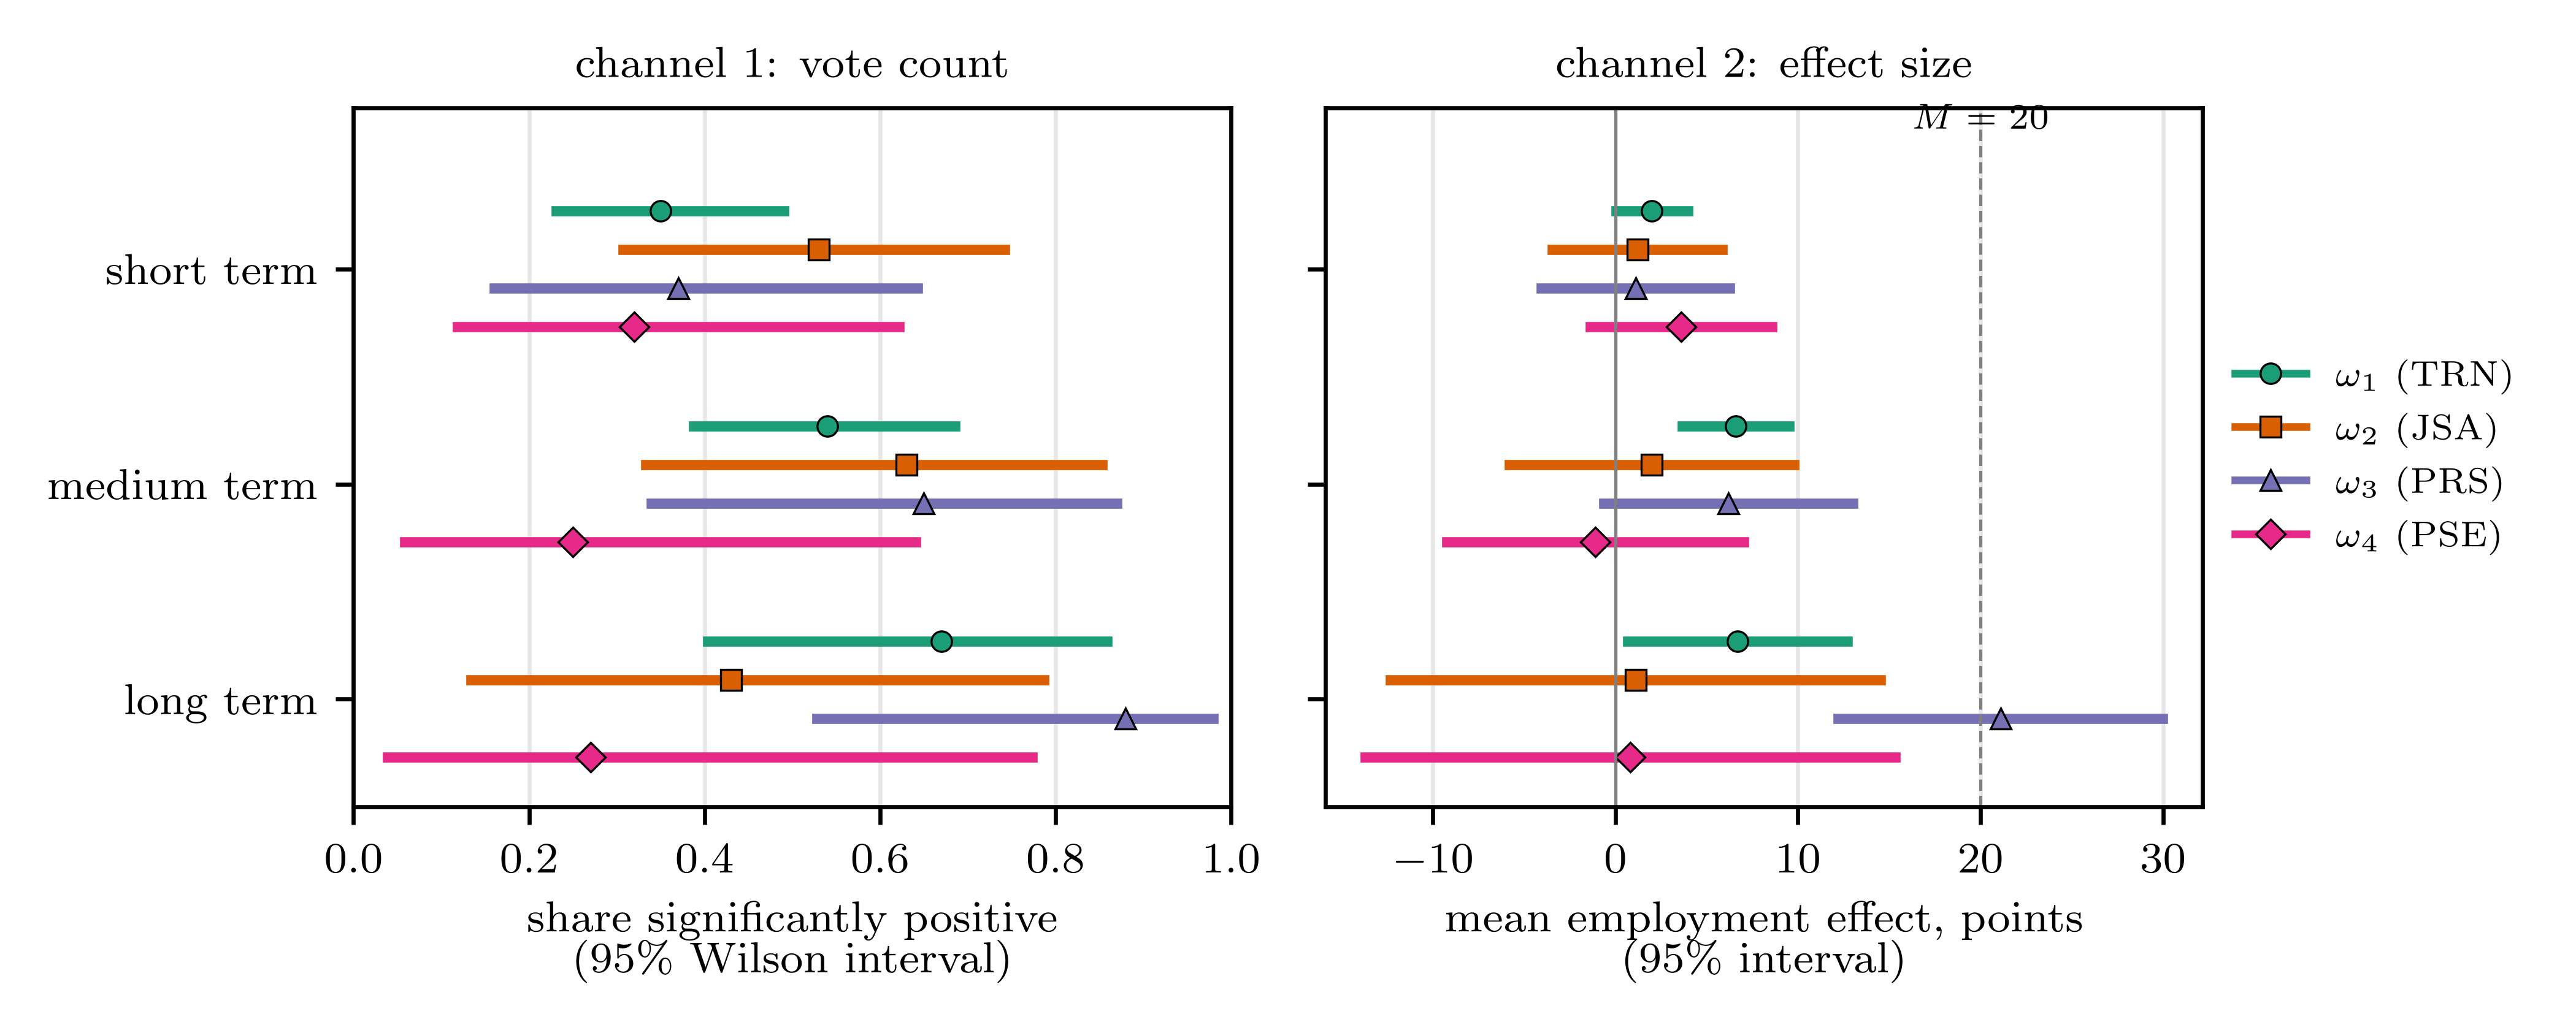 channel 1: vote count
channel 2: effect size
M = 20
short term
medium term
long term
ω₁ (TRN)
ω₂ (JSA)
ω₃ (PRS)
ω₄ (PSE)
0.0 0.2 0.4 0.6 0.8 1.0
−10 0 10 20 30
share significantly positive
(95% Wilson interval)
mean employment effect, points
(95% interval)